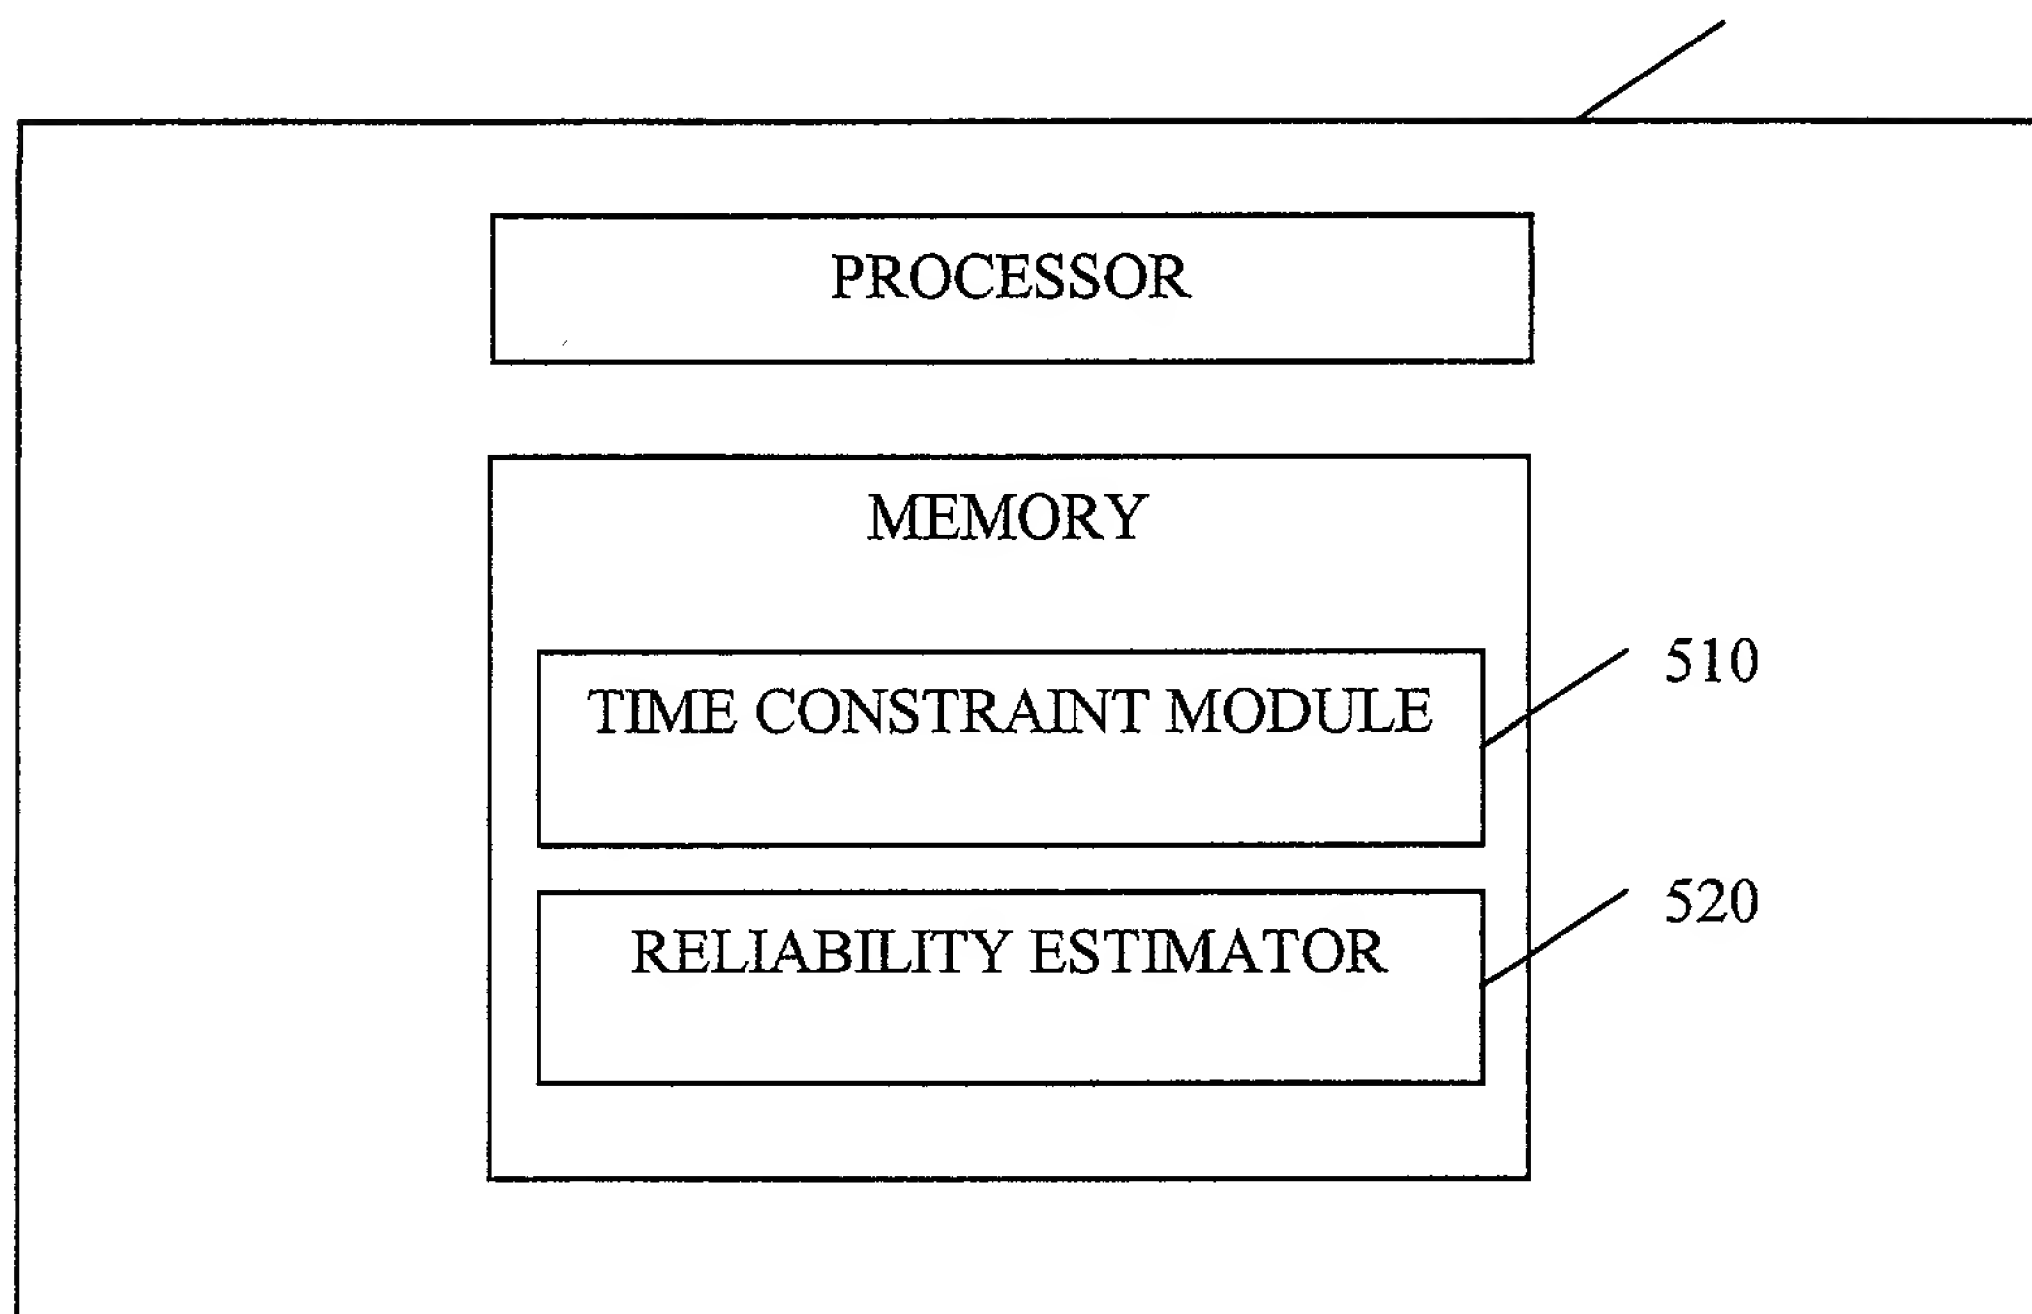 PROCESSOR
MEMORY
TIME CONSTRAINT MODULE
510
RELIABILITY ESTIMATOR
520